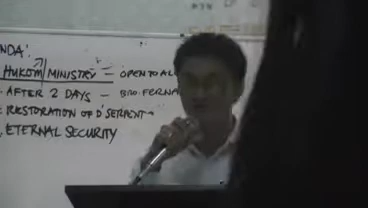 NDA:
HUKOM MINISTRY - OPEN TO AL
AFTER 2 DAYS - BRO. FERNA
RESTORATION OF D' SERPENT
ETERNAL SECURITY